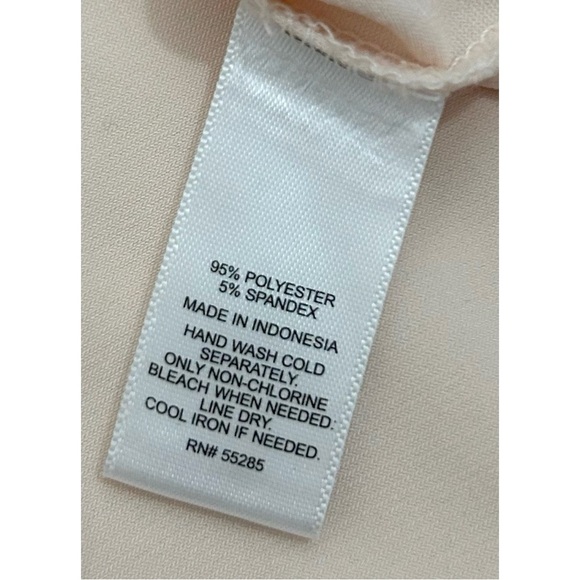 95% POLYESTER
5% SPANDEX
MADE IN INDONESIA
HAND WASH COLD
SEPARATELY.
ONLY NON-CHLORINE
BLEACH WHEN NEEDED.
LINE DRY.
COOL IRON IF NEEDED.
RN# 55285